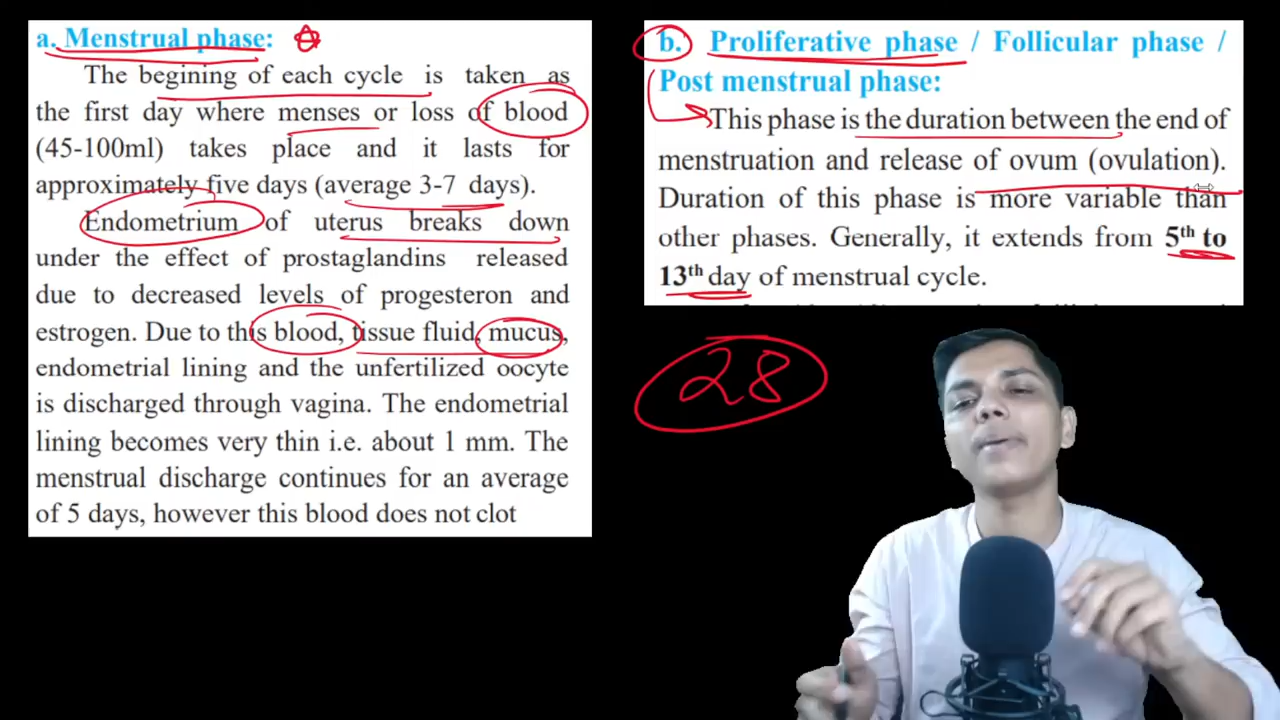 a. Menstrual phase:
The begining of each cycle is taken as
the first day where menses or loss of blood
(45-100ml) takes place and it lasts for
approximately five days (average 3-7 days).
Endometrium of uterus breaks down
under the effect of prostaglandins released
due to decreased levels of progesteron and
estrogen. Due to this blood, tissue fluid, mucus,
endometrial lining and the unfertilized oocyte
is discharged through vagina. The endometrial
lining becomes very thin i.e. about 1 mm. The
menstrual discharge continues for an average
of 5 days, however this blood does not clot
b. Proliferative phase / Follicular phase /
Post menstrual phase:
This phase is the duration between the end of
menstruation and release of ovum (ovulation).
Duration of this phase is more variable than
other phases. Generally, it extends from 5th to
13th day of menstrual cycle.
28